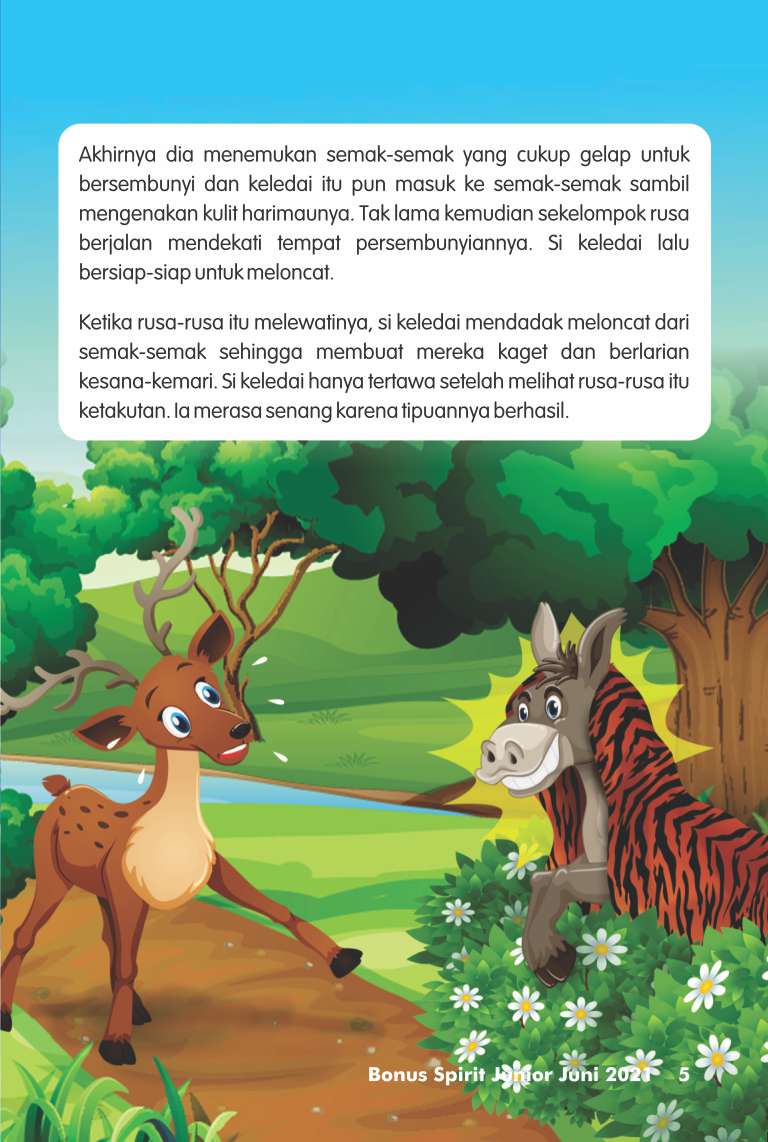 Akhirnya dia menemukan semak-semak yang cukup gelap untuk
bersembunyi dan keledai itu pun masuk ke semak-semak sambil
mengenakan kulit harimaunya. Tak lama kemudian sekelompok rusa
berjalan mendekati tempat persembunyiannya. Si keledai lalu
bersiap-siap untuk meloncat.
Ketika rusa-rusa itu melewatinya, si keledai mendadak meloncat dari
semak-semak sehingga membuat mereka kaget dan berlarian
kesana-kemari. Si keledai hanya tertawa setelah melihat rusa-rusa itu
ketakutan. Ia merasa senang karena tipuannya berhasil.
Bonus Spirit Junior Juni 2021 5